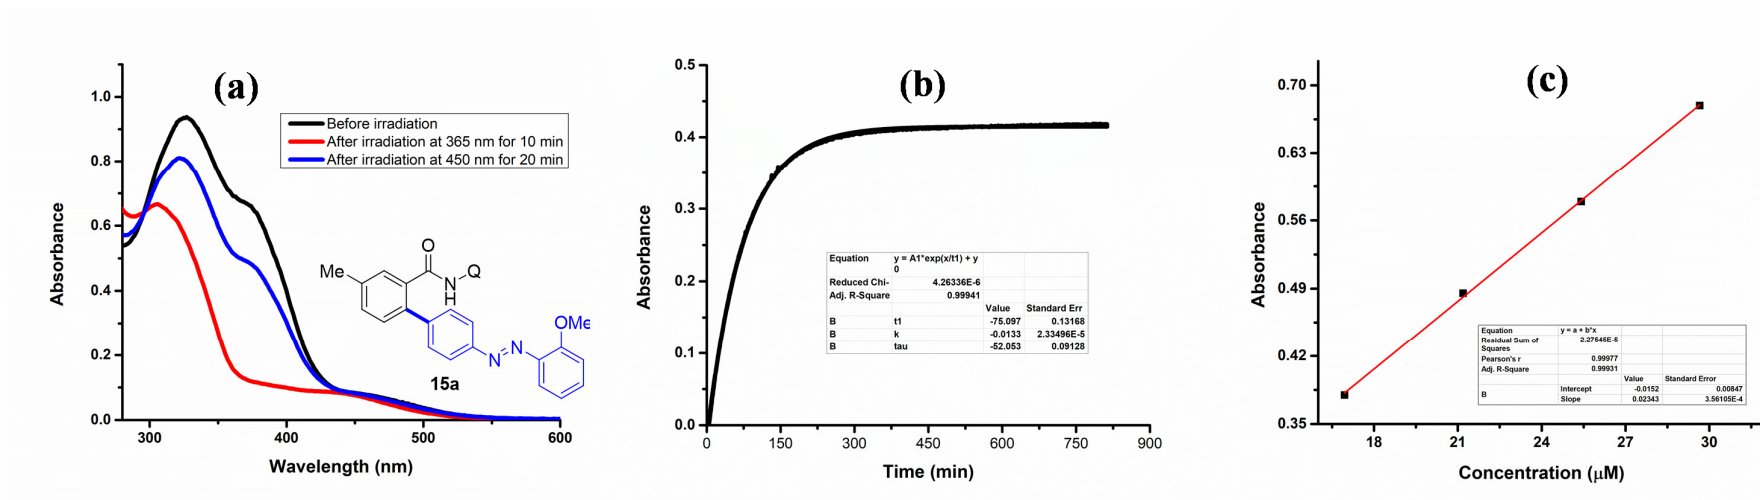 (a)
Absorbance
1.0
0.8
0.6
0.4
0.2
0.0
300
400
500
600
Wavelength (nm)
Before irradiation
After irradiation at 365 nm for 10 min
After irradiation at 450 nm for 20 min
O
Me
N
Q
H
OMe
N
N
15a
(b)
Absorbance
0.5
0.4
0.3
0.2
0.1
0.0
0
150
300
450
600
750
900
Time (min)
Equation y = A1*exp(x/t1) + y
0
Reduced Chi- 4.26336E-6
Adj. R-Square 0.99941
Value Standard Err
B t1 -75.097 0.13168
B k -0.0133 2.33496E-5
B tau -52.053 0.09128
(c)
Absorbance
0.70
0.63
0.56
0.49
0.42
0.35
18
21
24
27
30
Concentration (μM)
Equation y = a + b*x
Residual Sum of 2.27646E-5
Squares
Pearson's r 0.99977
Adj. R-Square 0.99931
Value Standard Error
B Intercept -0.0152 0.00847
Slope 0.02343 3.56105E-4